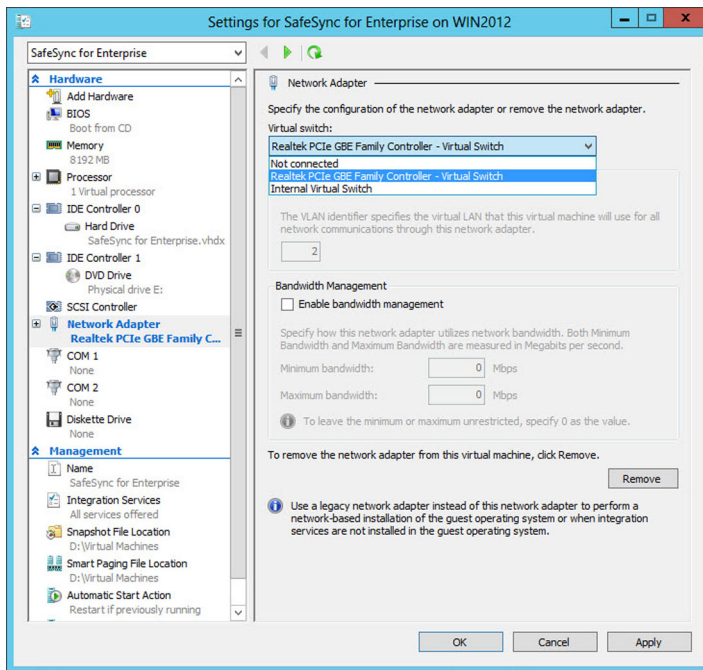 Settings for SafeSync for Enterprise on WIN2012
SafeSync for Enterprise
Hardware
Add Hardware
BIOS
Boot from CD
Memory
8192 MB
Processor
1 Virtual processor
IDE Controller 0
Hard Drive
SafeSync for Enterprise.vhdx
IDE Controller 1
DVD Drive
Physical drive E:
SCSI Controller
Network Adapter
Realtek PCIe GBE Family C...
COM 1
None
COM 2
None
Diskette Drive
None
Management
Name
SafeSync for Enterprise
Integration Services
All services offered
Snapshot File Location
D:\Virtual Machines
Smart Paging File Location
D:\Virtual Machines
Automatic Start Action
Restart if previously running
Network Adapter
Specify the configuration of the network adapter or remove the network adapter.
Virtual switch:
Realtek PCIe GBE Family Controller - Virtual Switch
Not connected
Realtek PCIe GBE Family Controller - Virtual Switch
Internal Virtual Switch
The VLAN identifier specifies the virtual LAN that this virtual machine will use for all
network communications through this network adapter.
2
Bandwidth Management
Enable bandwidth management
Specify how this network adapter utilizes network bandwidth. Both Minimum
Bandwidth and Maximum Bandwidth are measured in Megabits per second.
Minimum bandwidth: 0 Mbps
Maximum bandwidth: 0 Mbps
To leave the minimum or maximum unrestricted, specify 0 as the value.
To remove the network adapter from this virtual machine, click Remove.
Remove
Use a legacy network adapter instead of this network adapter to perform a
network-based installation of the guest operating system or when integration
services are not installed in the guest operating system.
OK Cancel Apply